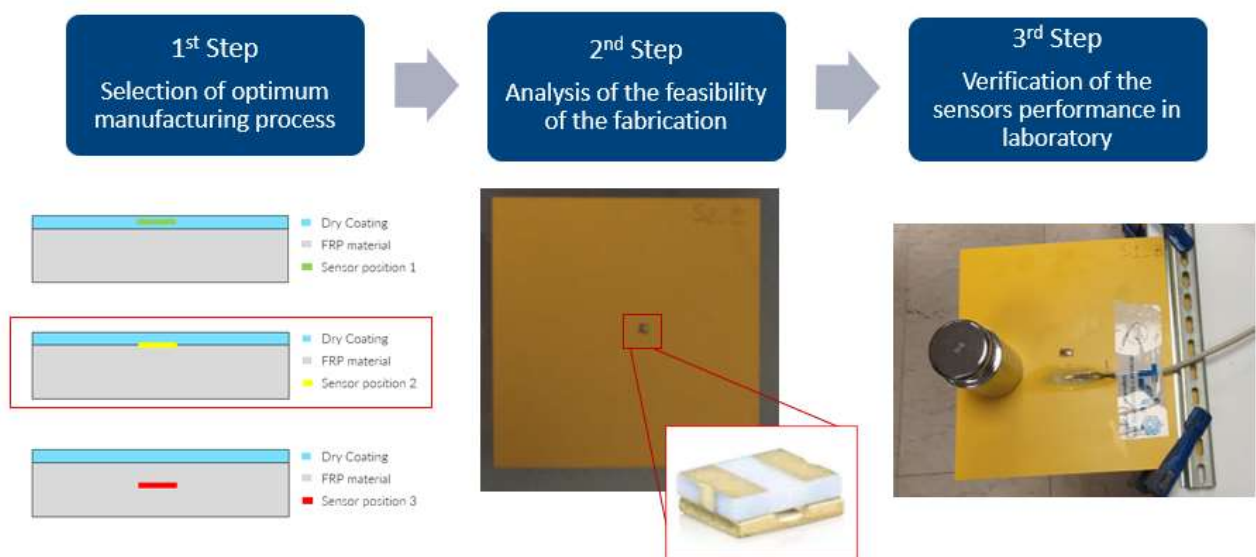 1st Step
Selection of optimum
manufacturing process
2nd Step
Analysis of the feasibility
of the fabrication
3rd Step
Verification of the
sensors performance in
laboratory
Dry Coating
FRP material
Sensor position 1
Dry Coating
FRP material
Sensor position 2
Dry Coating
FRP material
Sensor position 3